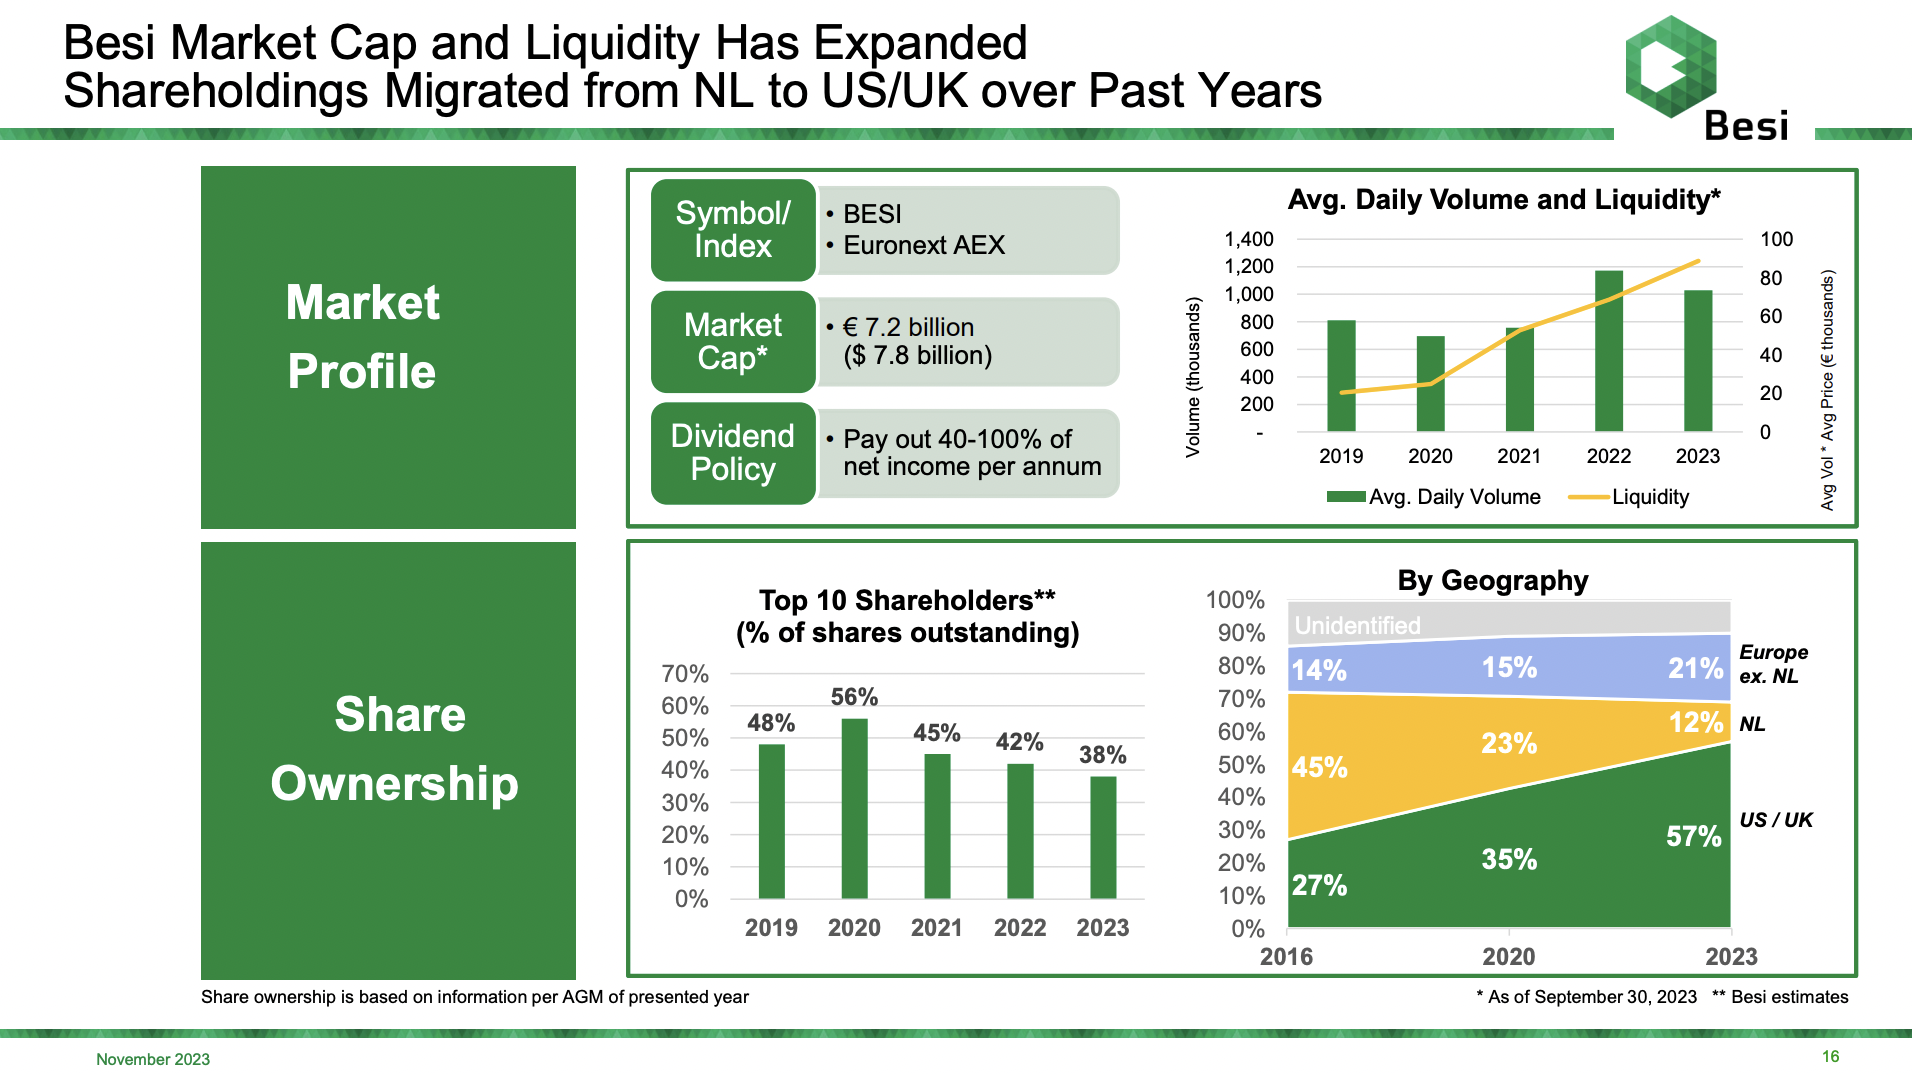 Besi Market Cap and Liquidity Has Expanded
Shareholdings Migrated from NL to US/UK over Past Years
Besi
Market
Profile
Symbol/
Index
• BESI
• Euronext AEX
Market
Cap*
• € 7.2 billion
($ 7.8 billion)
Dividend
Policy
• Pay out 40-100% of
net income per annum
Avg. Daily Volume and Liquidity*
Volume (thousands)
1,400
1,200
1,000
800
600
400
200
-
100
80
60
40
20
0
Avg Vol * Avg Price (€ thousands)
2019 2020 2021 2022 2023
Avg. Daily Volume Liquidity
Share
Ownership
Top 10 Shareholders**
(% of shares outstanding)
70%
60%
50%
40%
30%
20%
10%
0%
48% 56% 45% 42% 38%
2019 2020 2021 2022 2023
By Geography
100%
90%
80%
70%
60%
50%
40%
30%
20%
10%
0%
Unidentified
14% 15% 21%
Europe
ex. NL
45% 23% 12%
NL
27% 35% 57%
US / UK
2016 2020 2023
Share ownership is based on information per AGM of presented year
* As of September 30, 2023 ** Besi estimates
November 2023
16